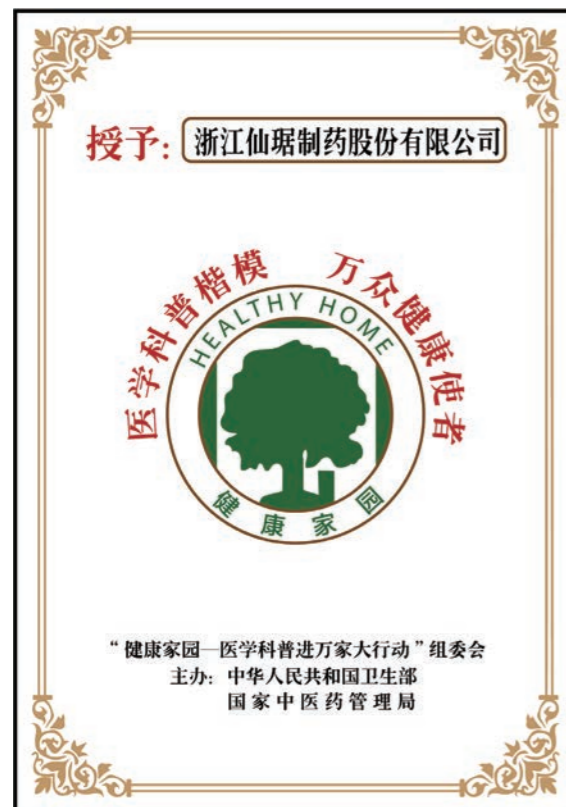 授予: 浙江仙琚制药股份有限公司
医学科普楷模 万众健康使者
HEALTHY HOME
健康家园
“健康家园—医学科普进万家大行动”组委会
主办: 中华人民共和国卫生部
国家中医药管理局